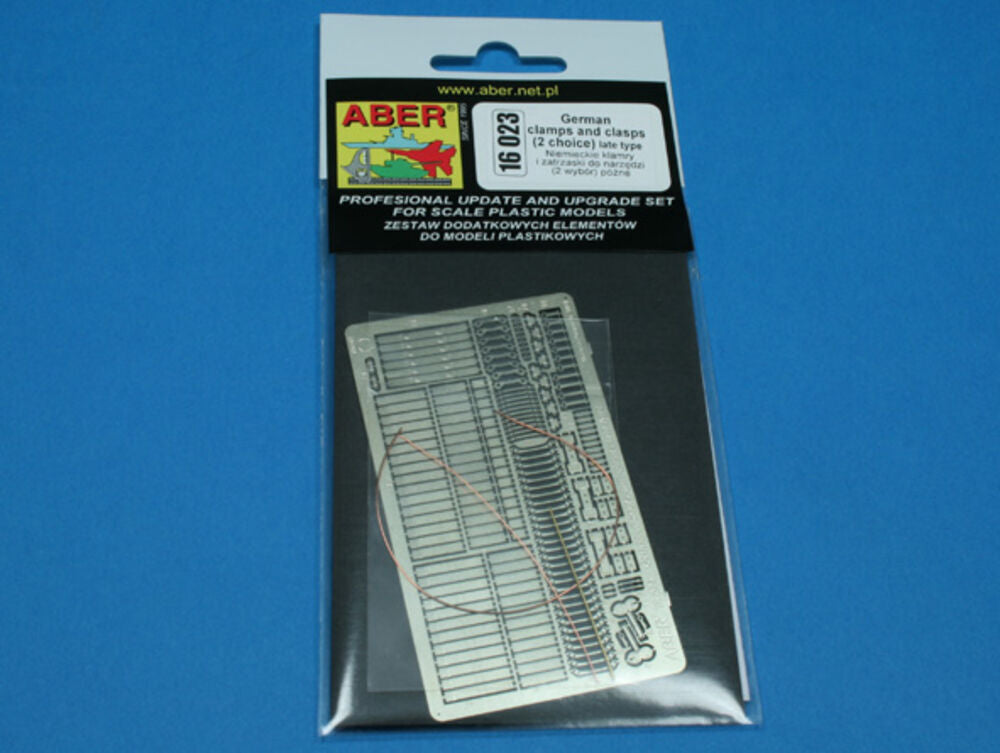 www.aber.net.pl
ABER®
SINCE 1995
16 023
German
clamps and clasps
(2 choice) late type
Niemieckie klamry
i zatrzaski do narzędzi
(2 wybór) późne
PROFESIONAL UPDATE AND UPGRADE SET
FOR SCALE PLASTIC MODELS
ZESTAW DODATKOWYCH ELEMENTÓW
DO MODELI PLASTIKOWYCH
ABER